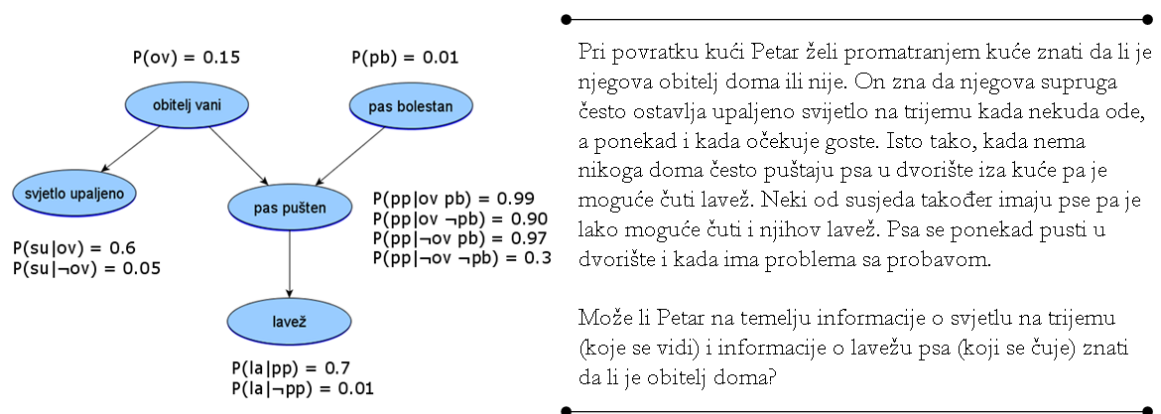 P(ov) = 0.15
P(pb) = 0.01
obitelj vani
pas bolestan
svjetlo upaljeno
pas pušten
P(su|ov) = 0.6
P(su|¬ov) = 0.05
P(pp|ov pb) = 0.99
P(pp|ov ¬pb) = 0.90
P(pp|¬ov pb) = 0.97
P(pp|¬ov ¬pb) = 0.3
lavež
P(la|pp) = 0.7
P(la|¬pp) = 0.01
Pri povratku kući Petar želi promatranjem kuće znati da li je
njegova obitelj doma ili nije. On zna da njegova supruga
često ostavlja upaljeno svijetlo na trijemu kada nekuda ode,
a ponekad i kada očekuje goste. Isto tako, kada nema
nikoga doma često puštaju psa u dvorište iza kuće pa je
moguće čuti lavež. Neki od susjeda također imaju pse pa je
lako moguće čuti i njihov lavež. Psa se ponekad pusti u
dvorište i kada ima problema sa probavom.
Može li Petar na temelju informacije o svjetlu na trijemu
(koje se vidi) i informacije o lavežu psa (koji se čuje) znati
da li je obitelj doma?